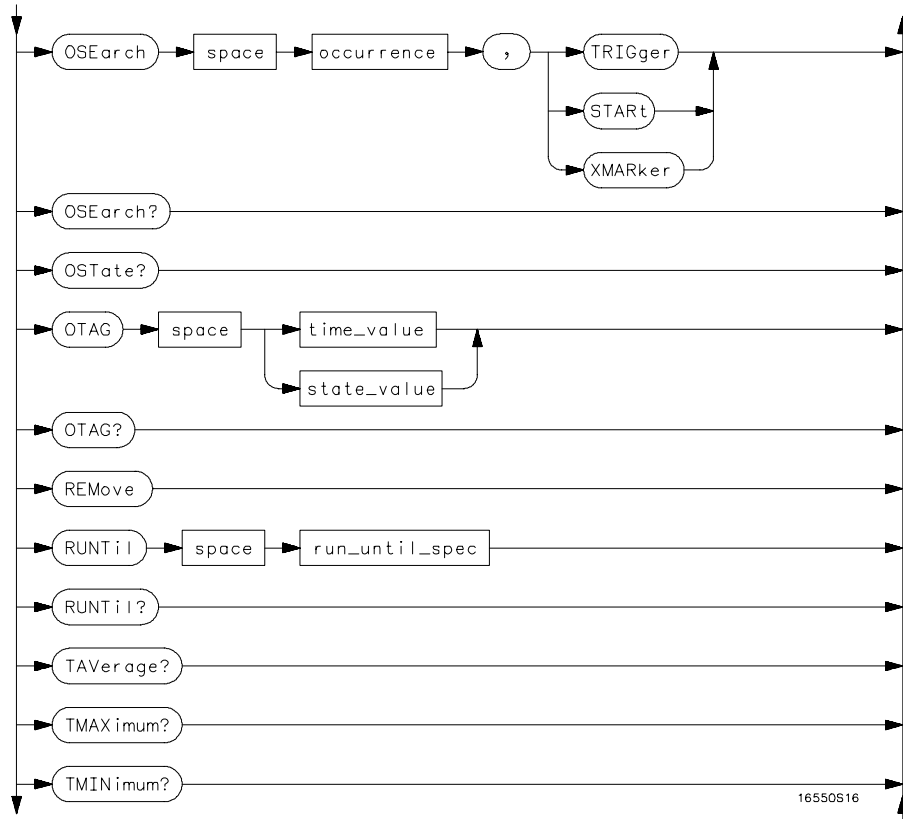 OSEarch space occurrence , TRIGger
STARt
XMARker
OSEarch?
OSTate?
OTAG space time_value
state_value
OTAG?
REMove
RUNTil space run_until_spec
RUNTil?
TAVerage?
TMAXimum?
TMINimum?
16550S16